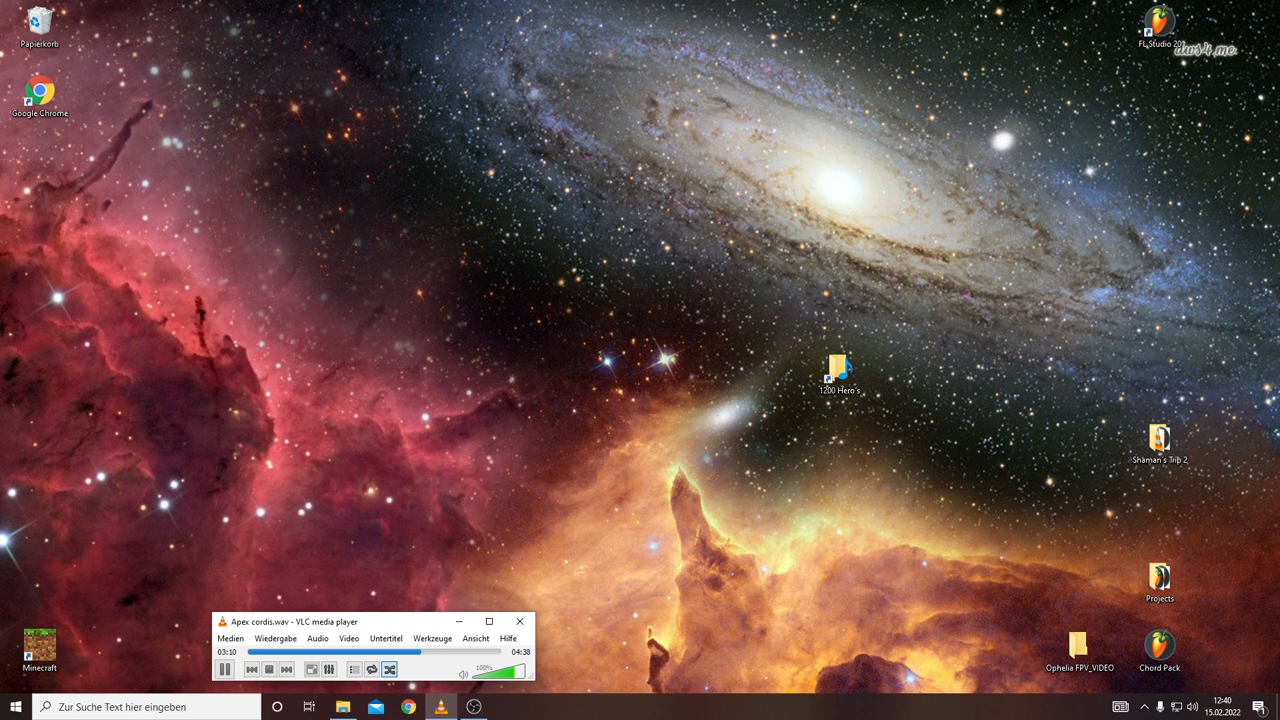 Papierkorb
FL Studio 20
dws4.me
Google Chrome
1200 Hero's
Shaman's Trip 2
Projects
Minecraft
Ophelia FPV_VIDEO
Chord Pack
Apex cordis.wav - VLC media player
Medien Wiedergabe Audio Video Untertitel Werkzeuge Ansicht Hilfe
03:10 04:38
100%
Zur Suche Text hier eingeben
12:40
15.02.2022
1